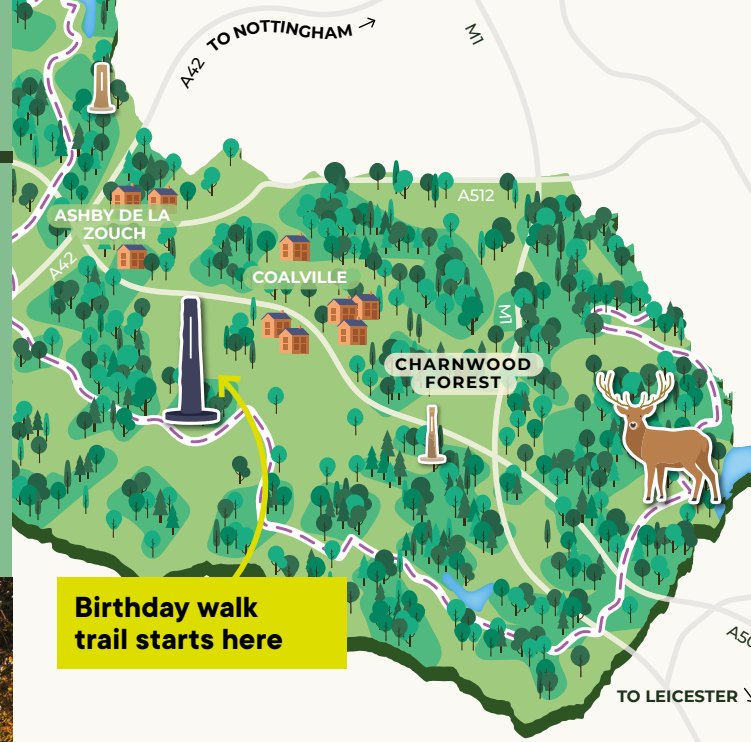 TO NOTTINGHAM
M1
A42
A512
ASHBY DE LA
ZOUCH
A42
COALVILLE
M1
CHARNWOOD
FOREST
Birthday walk
trail starts here
TO LEICESTER